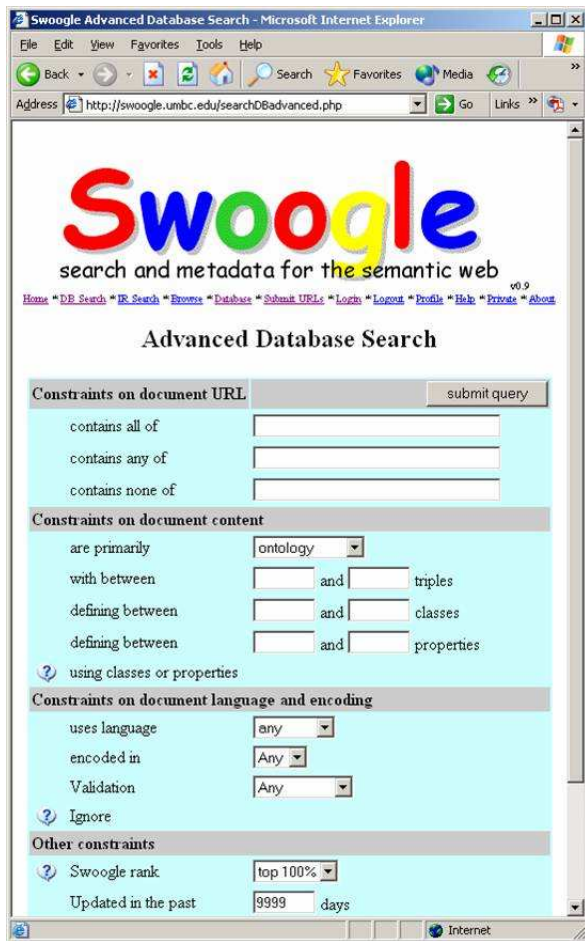 Swoogle Advanced Database Search - Microsoft Internet Explorer
File Edit View Favorites Tools Help
Back Search Favorites Media »
Address http://swoogle.umbc.edu/searchDBadvanced.php Go Links »
Swoogle
search and metadata for the semantic web
v0.9
Home * DB Search * IR Search * Browse * Database * Submit URLs * Login * Logout * Profile * Help * Private * About
Advanced Database Search
Constraints on document URL submit query
contains all of
contains any of
contains none of
Constraints on document content
are primarily ontology
with between and triples
defining between and classes
defining between and properties
? using classes or properties
Constraints on document language and encoding
uses language any
encoded in Any
Validation Any
? Ignore
Other constraints
? Swoogle rank top 100%
Updated in the past 9999 days
Internet